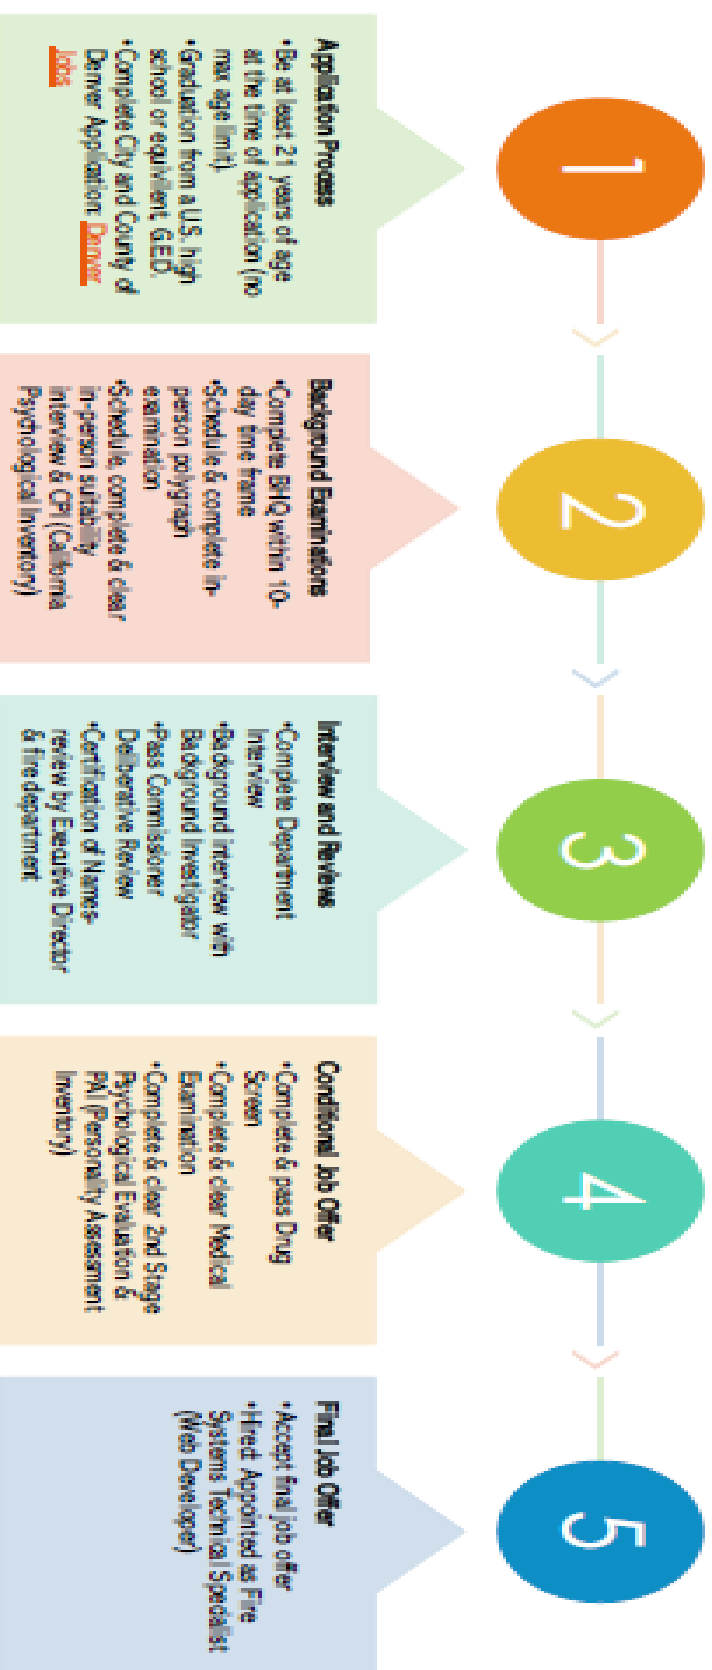 1
Application Process
•Be at least 21 years of age
at the time of application (no
max age limit).
•Graduation from a U.S. high
school or equivilent, G.E.D.
•Complete City and County of
Denver Application: Denver
Jobs
2
Background Examinations
•Complete BHQ within 10-
day time frame
•Schedule & complete in-
person polygraph
examination
•Schedule, complete & clear
in-person suitability
interview & CPI (California
Psychological Inventory)
3
Interview and Reviews
•Complete Department
Interview
•Background interview with
Background Investigator
•Pass Commissioner
Deliberative Review
•Certification of Names-
review by Executive Director
& fire department
4
Conditional Job Offer
•Complete & pass Drug
Screen
•Complete & clear Medical
Examination
•Complete & clear 2nd Stage
Psychological Evaluation &
PAI (Personality Assessment
Inventory)
5
Final Job Offer
•Accept final job offer
•Hired: Appointed as Fire
Systems Technical Specialist
(Web Developer)